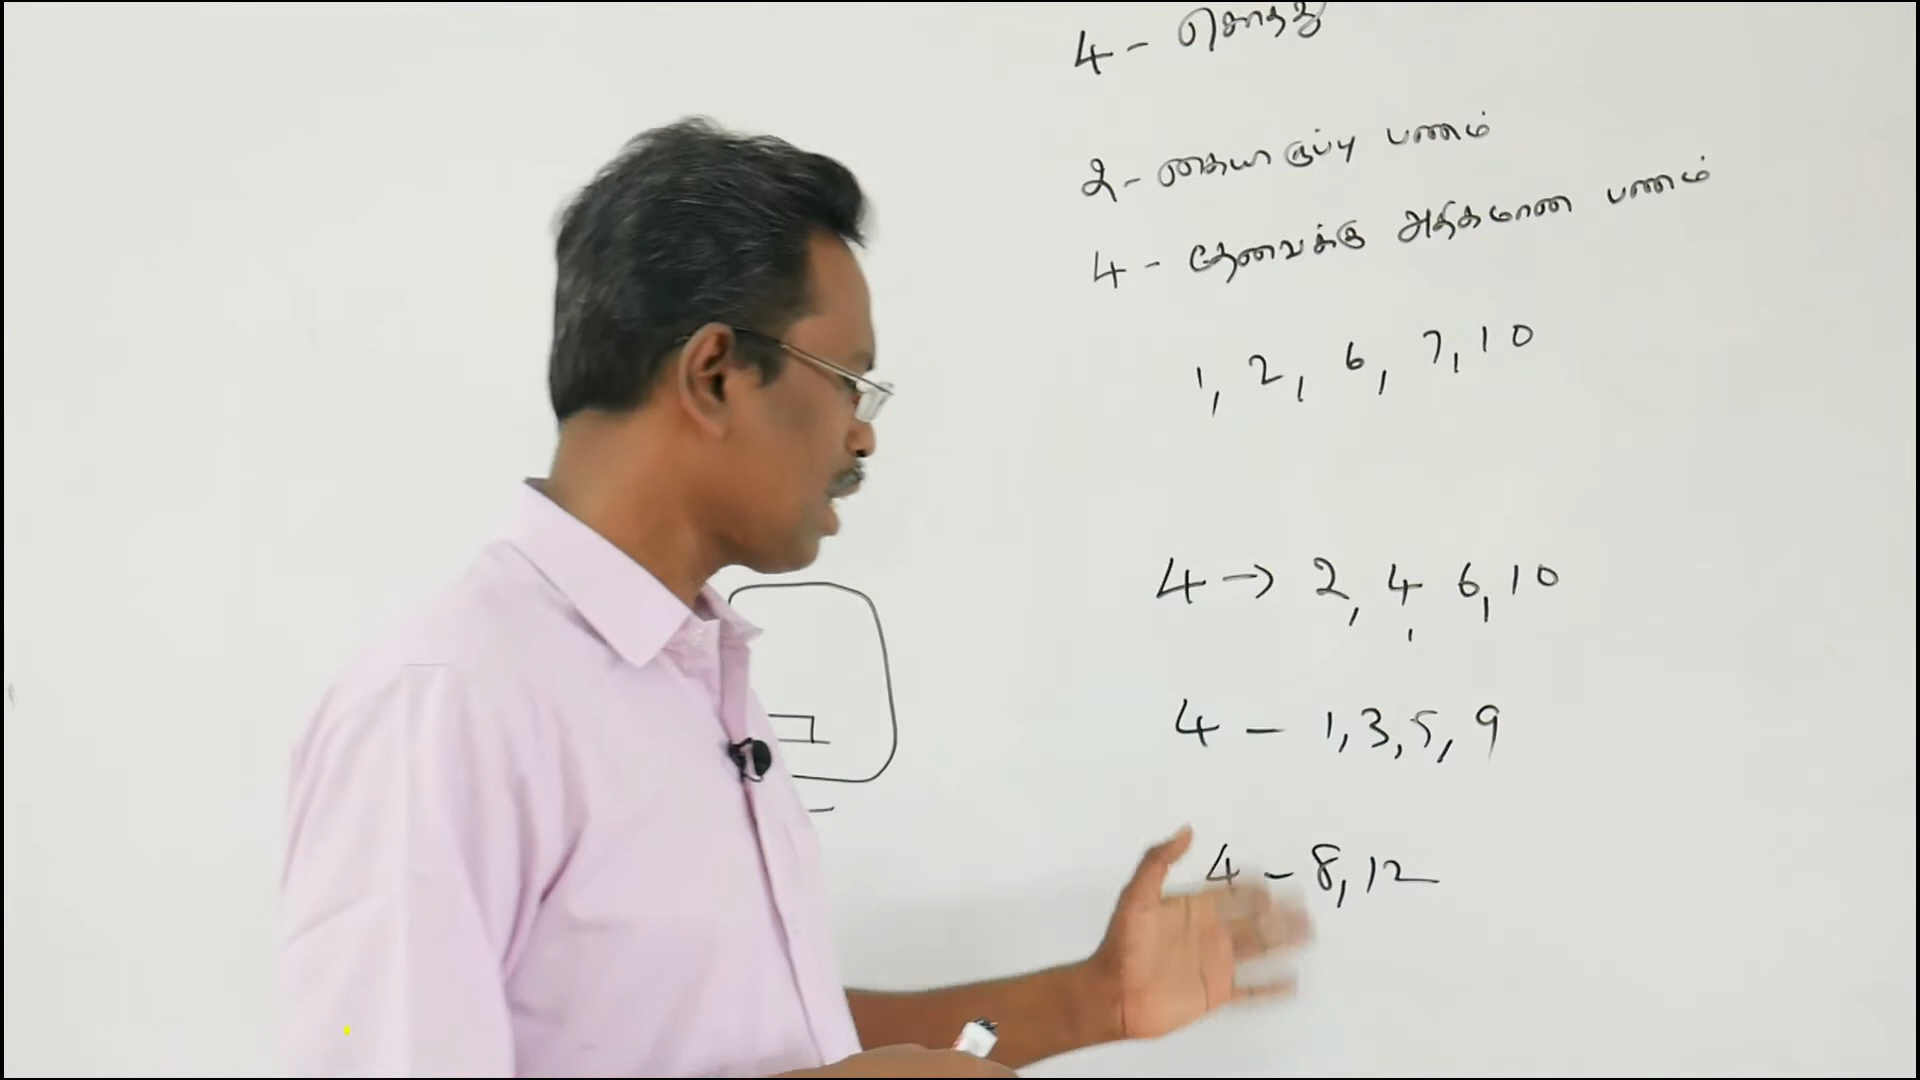 4 - சொத்து
2 - கையிருப்பு பணம்
4 - தேவைக்கு அதிகமான பணம்
1, 2, 6, 7, 10
4 → 2, 4, 6, 10
4 - 1, 3, 5, 9
4 - 8, 12